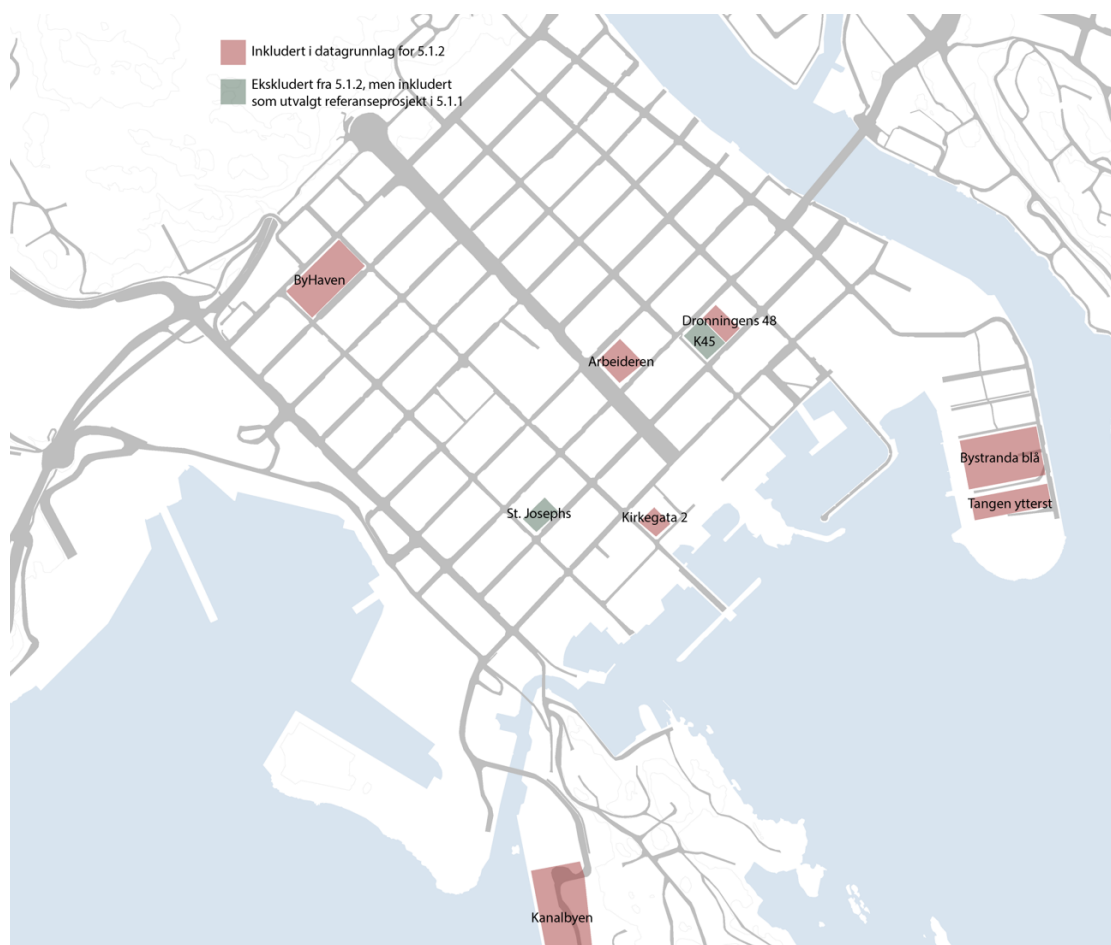 Inkludert i datagrunnlag for 5.1.2
Ekskludert fra 5.1.2, men inkludert
som utvalgt referanseprosjekt i 5.1.1
ByHaven
Dronningens 48
K45
Arbeideren
Bystranda blå
Tangen ytterst
St. Josephs
Kirkegata 2
Kanalbyen